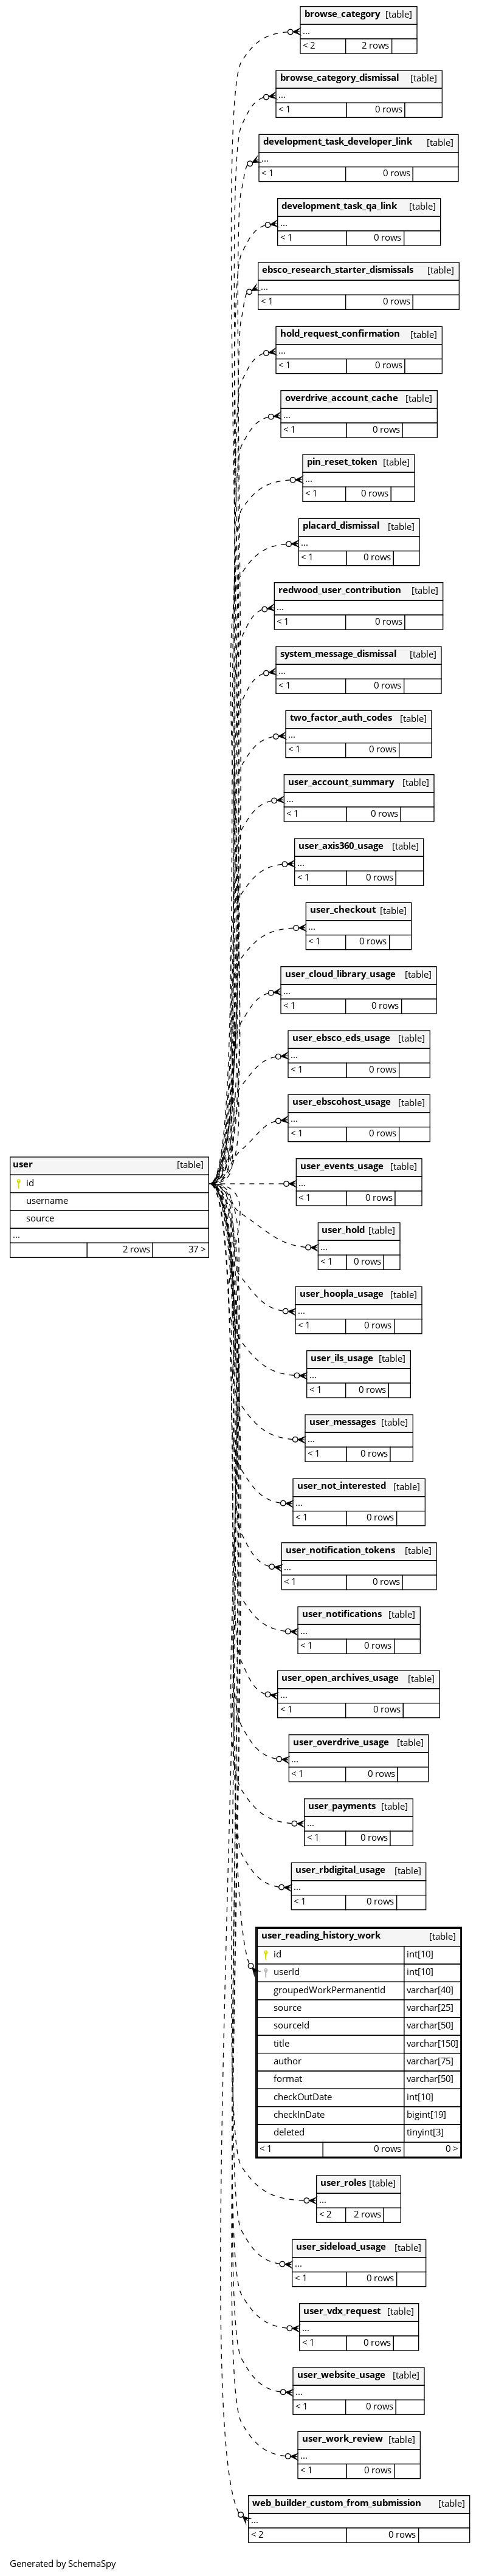 browse_category [table]
...
< 2 2 rows
browse_category_dismissal [table]
...
< 1 0 rows
development_task_developer_link [table]
...
< 1 0 rows
development_task_qa_link [table]
...
< 1 0 rows
ebsco_research_starter_dismissals [table]
...
< 1 0 rows
hold_request_confirmation [table]
...
< 1 0 rows
overdrive_account_cache [table]
...
< 1 0 rows
pin_reset_token [table]
...
< 1 0 rows
placard_dismissal [table]
...
< 1 0 rows
redwood_user_contribution [table]
...
< 1 0 rows
system_message_dismissal [table]
...
< 1 0 rows
two_factor_auth_codes [table]
...
< 1 0 rows
user_account_summary [table]
...
< 1 0 rows
user_axis360_usage [table]
...
< 1 0 rows
user_checkout [table]
...
< 1 0 rows
user_cloud_library_usage [table]
...
< 1 0 rows
user_ebsco_eds_usage [table]
...
< 1 0 rows
user_ebscohost_usage [table]
...
< 1 0 rows
user [table]
id
username
source
...
2 rows 37 >
user_events_usage [table]
...
< 1 0 rows
user_hold [table]
...
< 1 0 rows
user_hoopla_usage [table]
...
< 1 0 rows
user_ils_usage [table]
...
< 1 0 rows
user_messages [table]
...
< 1 0 rows
user_not_interested [table]
...
< 1 0 rows
user_notification_tokens [table]
...
< 1 0 rows
user_notifications [table]
...
< 1 0 rows
user_open_archives_usage [table]
...
< 1 0 rows
user_overdrive_usage [table]
...
< 1 0 rows
user_payments [table]
...
< 1 0 rows
user_rbdigital_usage [table]
...
< 1 0 rows
user_reading_history_work [table]
id int[10]
userId int[10]
groupedWorkPermanentId varchar[40]
source varchar[25]
sourceId varchar[50]
title varchar[150]
author varchar[75]
format varchar[50]
checkOutDate int[10]
checkInDate bigint[19]
deleted tinyint[3]
< 1 0 rows 0 >
user_roles [table]
...
< 2 2 rows
user_sideload_usage [table]
...
< 1 0 rows
user_vdx_request [table]
...
< 1 0 rows
user_website_usage [table]
...
< 1 0 rows
user_work_review [table]
...
< 1 0 rows
web_builder_custom_from_submission [table]
...
< 2 0 rows
Generated by SchemaSpy